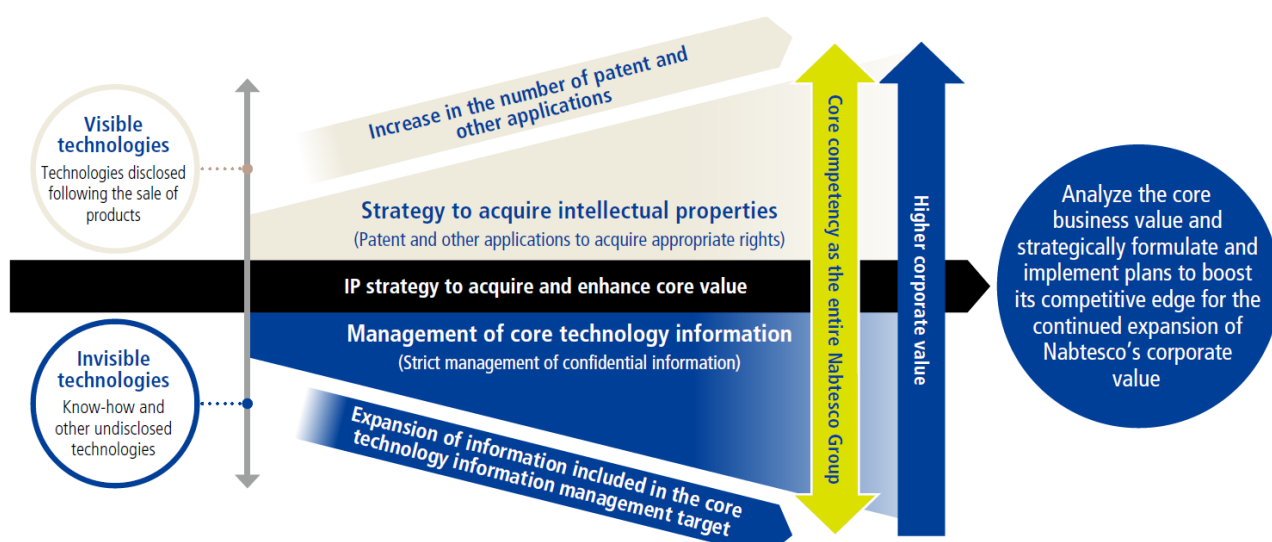 Visible
technologies
Technologies disclosed
following the sale of
products
Invisible
technologies
Know-how and
other undisclosed
technologies
Increase in the number of patent and
other applications
Strategy to acquire intellectual properties
(Patent and other applications to acquire appropriate rights)
IP strategy to acquire and enhance core value
Management of core technology information
(Strict management of confidential information)
Expansion of information included in the core
technology information management target
Core competency as the entire Nabtesco Group
Higher corporate value
Analyze the core
business value and
strategically formulate and
implement plans to boost
its competitive edge for the
continued expansion of
Nabtesco's corporate
value